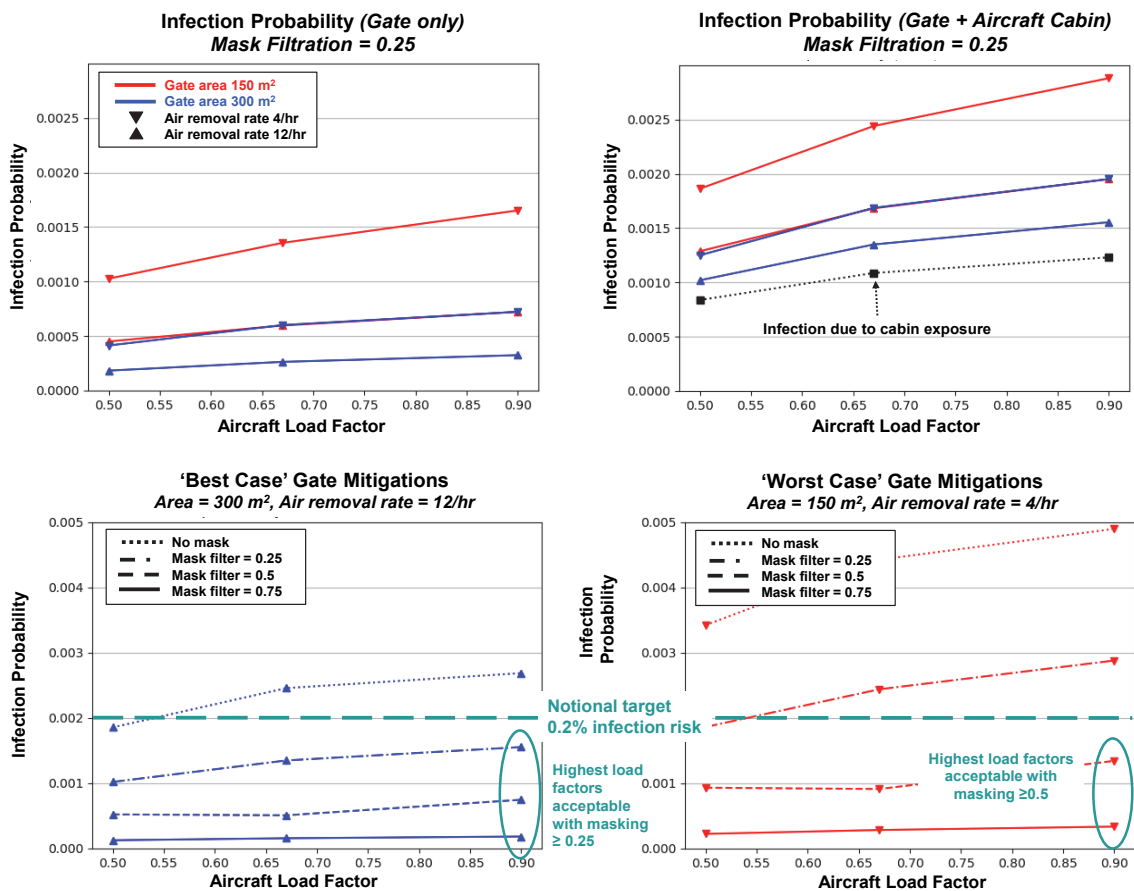 Infection Probability (Gate only)
Mask Filtration = 0.25
Gate area 150 m²
Gate area 300 m²
Air removal rate 4/hr
Air removal rate 12/hr
Infection Probability
0.0025
0.0020
0.0015
0.0010
0.0005
0.0000
0.50 0.55 0.60 0.65 0.70 0.75 0.80 0.85 0.90
Aircraft Load Factor
Infection Probability (Gate + Aircraft Cabin)
Mask Filtration = 0.25
Infection Probability
0.0025
0.0020
0.0015
0.0010
0.0005
0.0000
Infection due to cabin exposure
0.50 0.55 0.60 0.65 0.70 0.75 0.80 0.85 0.90
Aircraft Load Factor
‘Best Case’ Gate Mitigations
Area = 300 m², Air removal rate = 12/hr
No mask
Mask filter = 0.25
Mask filter = 0.5
Mask filter = 0.75
Infection Probability
0.005
0.004
0.003
0.002
0.001
0.000
0.50 0.55 0.60 0.65 0.70 0.75 0.80 0.85 0.90
Aircraft Load Factor
Notional target
0.2% infection risk
Highest load
factors
acceptable
with masking
≥ 0.25
‘Worst Case’ Gate Mitigations
Area = 150 m², Air removal rate = 4/hr
No mask
Mask filter = 0.25
Mask filter = 0.5
Mask filter = 0.75
Infection
Probability
0.005
0.004
0.003
0.002
0.001
0.000
Highest load factors
acceptable with
masking ≥0.5
0.50 0.55 0.60 0.65 0.70 0.75 0.80 0.85 0.90
Aircraft Load Factor